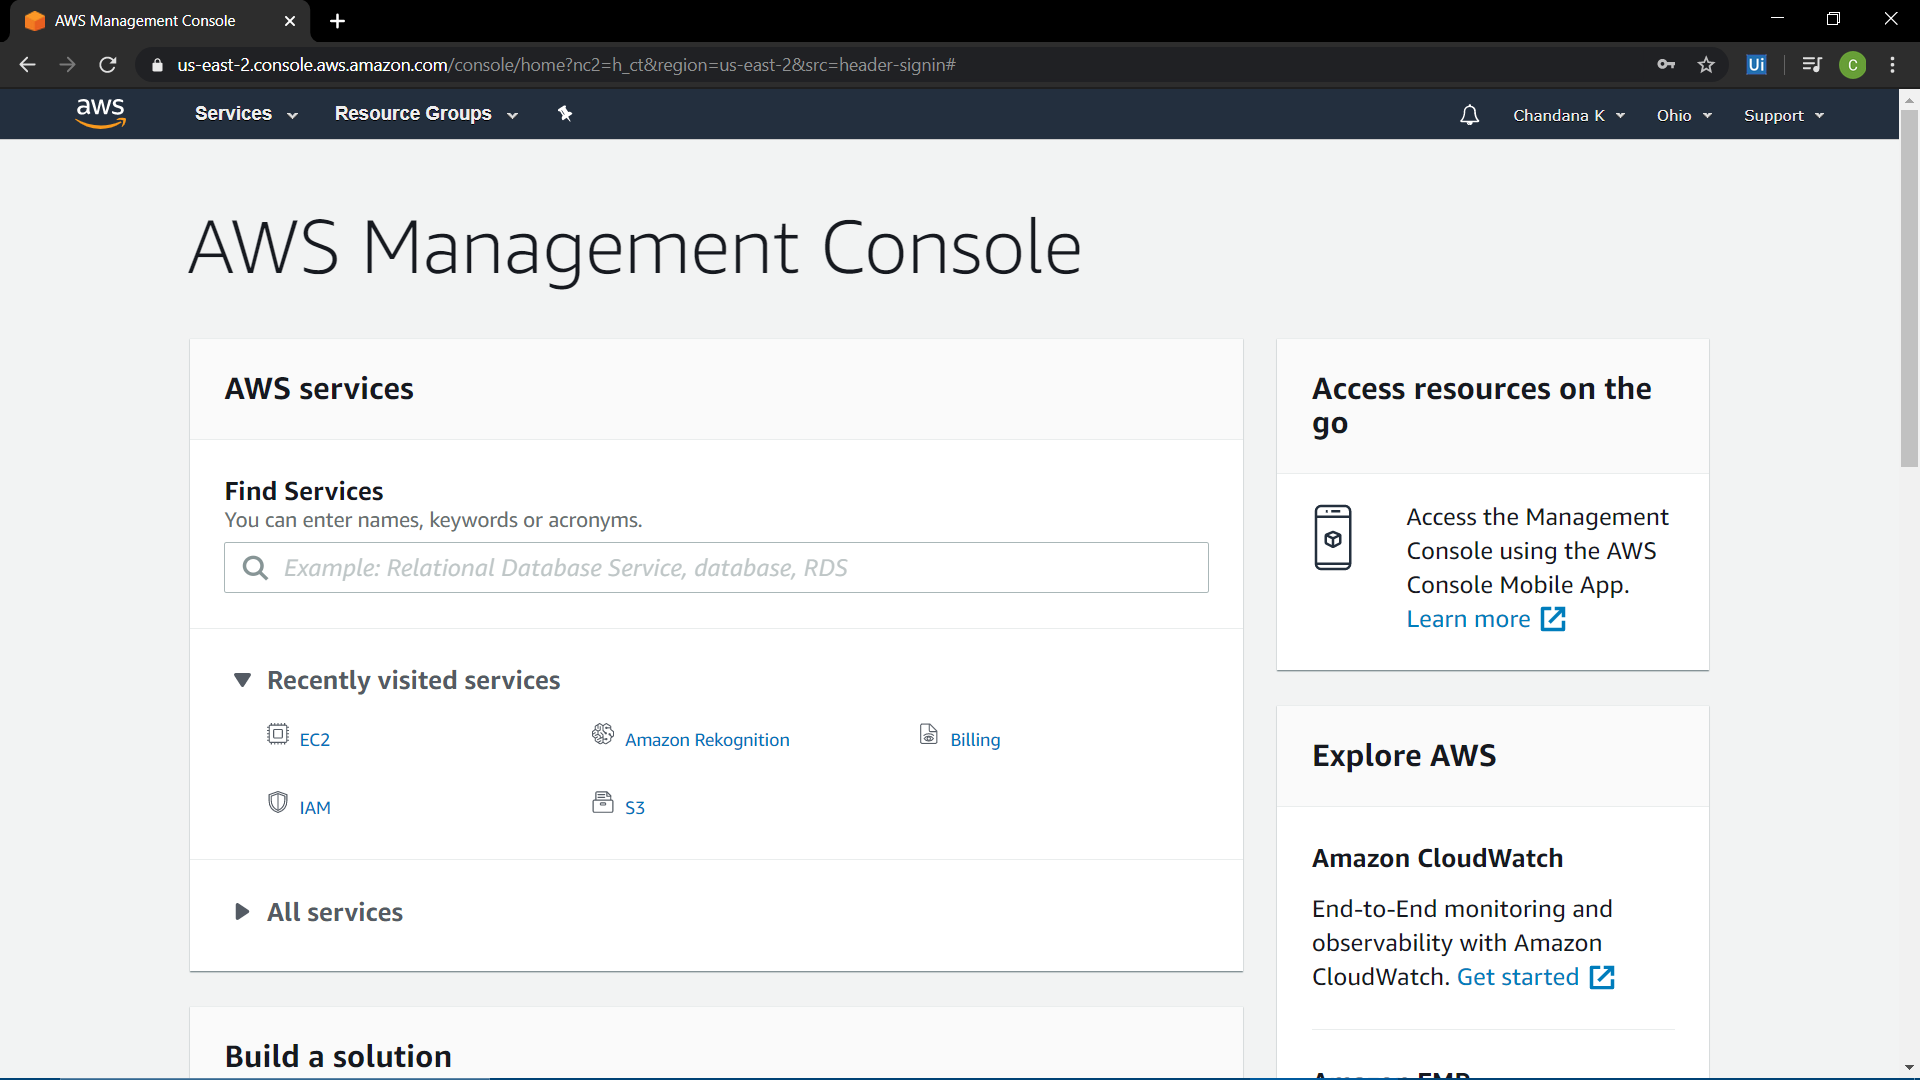 AWS Management Console
us-east-2.console.aws.amazon.com/console/home?nc2=h_ct&region=us-east-2&src=header-signin#
Ui
C
aws
Services
Resource Groups
Chandana K
Ohio
Support
AWS Management Console
AWS services
Find Services
You can enter names, keywords or acronyms.
Example: Relational Database Service, database, RDS
Recently visited services
EC2
Amazon Rekognition
Billing
IAM
S3
All services
Build a solution
Access resources on the
go
Access the Management
Console using the AWS
Console Mobile App.
Learn more
Explore AWS
Amazon CloudWatch
End-to-End monitoring and
observability with Amazon
CloudWatch. Get started
Amazon EMR